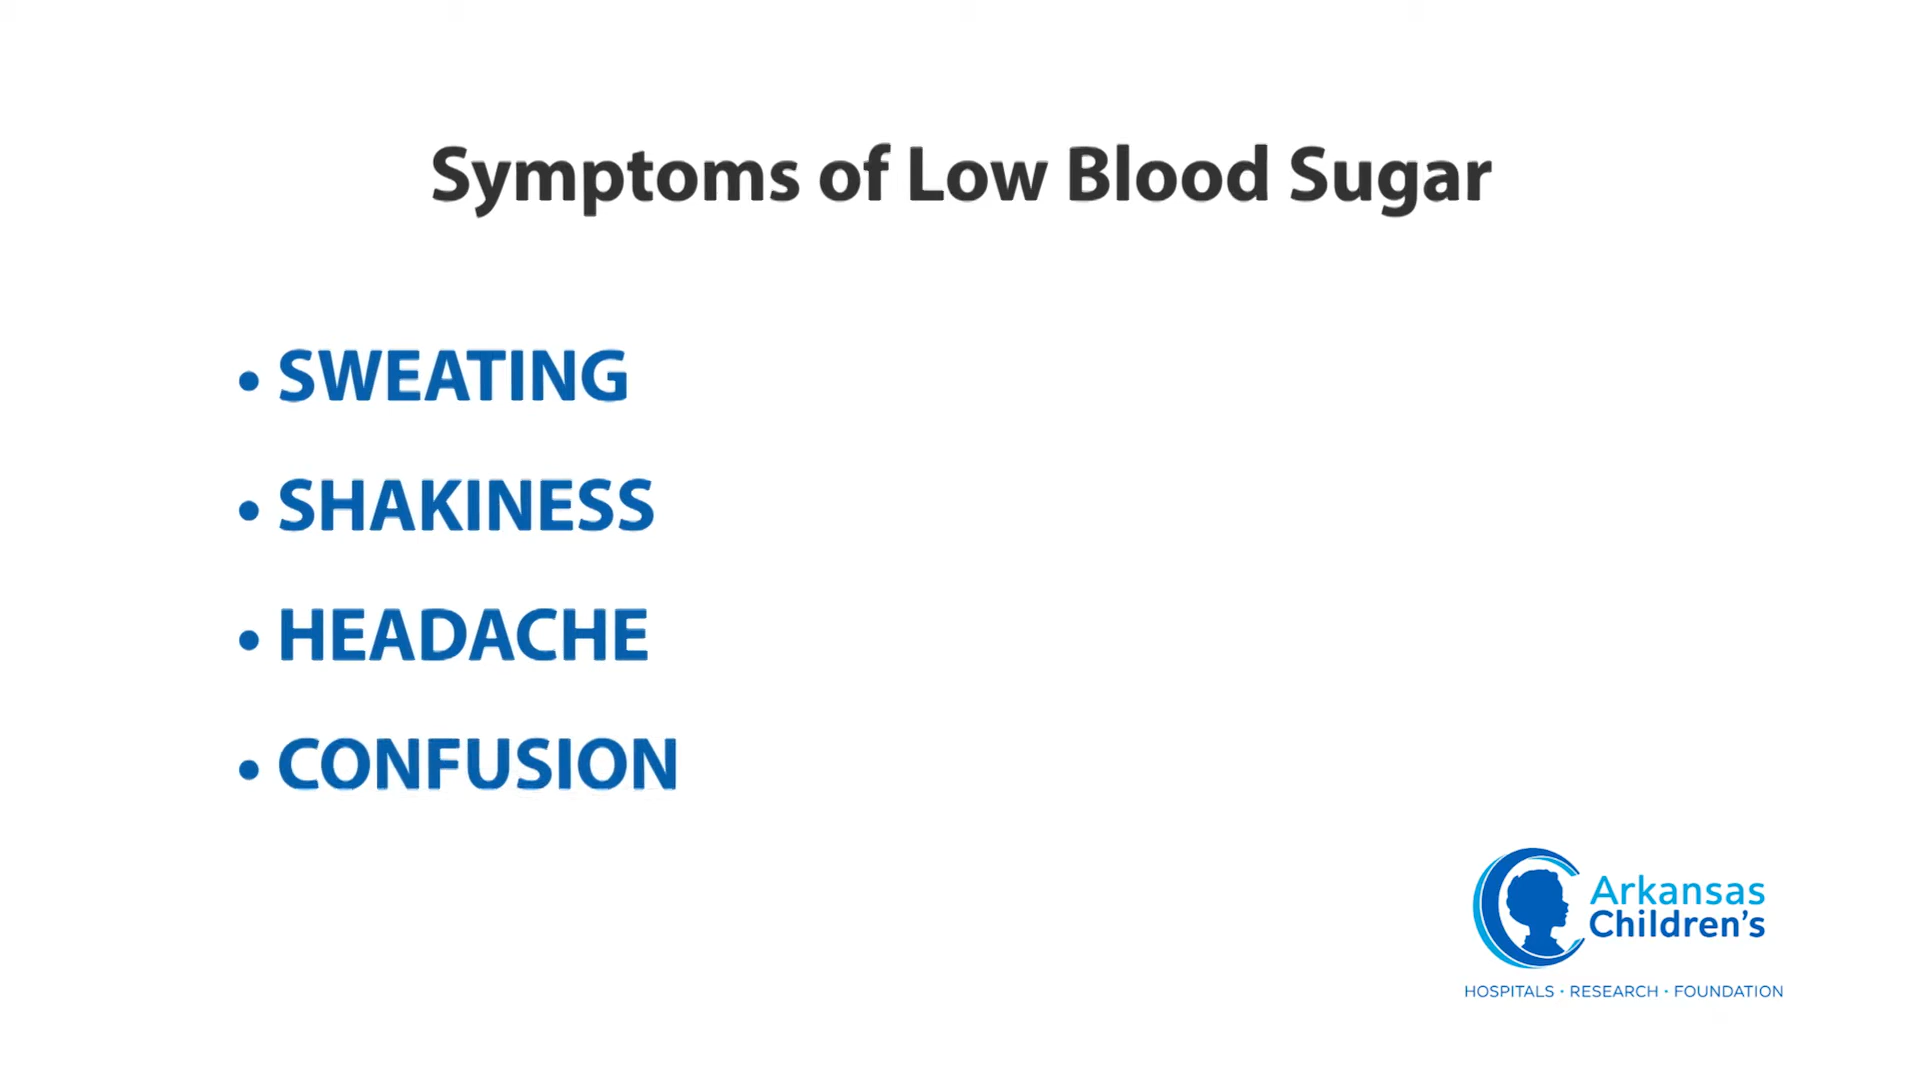 Symptoms of Low Blood Sugar
• SWEATING
• SHAKINESS
• HEADACHE
• CONFUSION
Arkansas
Children's
HOSPITALS • RESEARCH • FOUNDATION